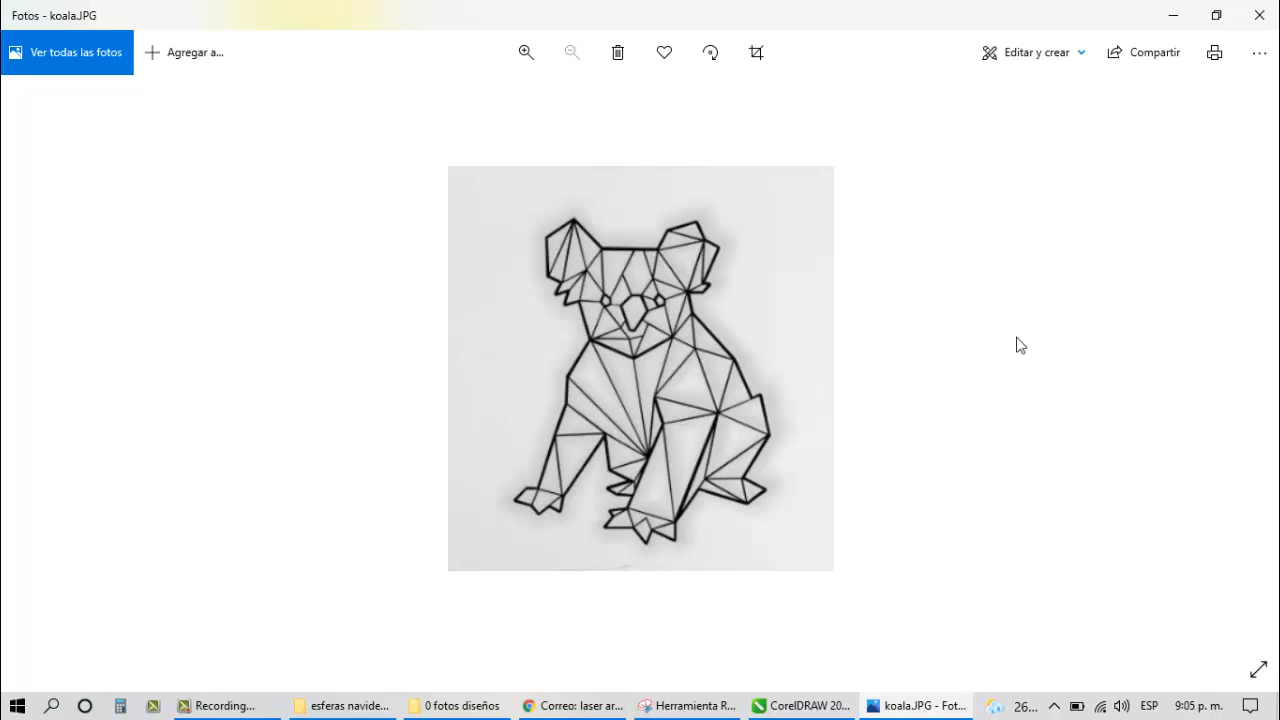 Fotos - koala.JPG
Ver todas las fotos
Agregar a...
Editar y crear
Compartir
Recording...
esferas navide...
0 fotos diseños
Correo: laser ar...
Herramienta R...
CorelDRAW 20...
koala.JPG - Fot...
26...
ESP
9:05 p. m.